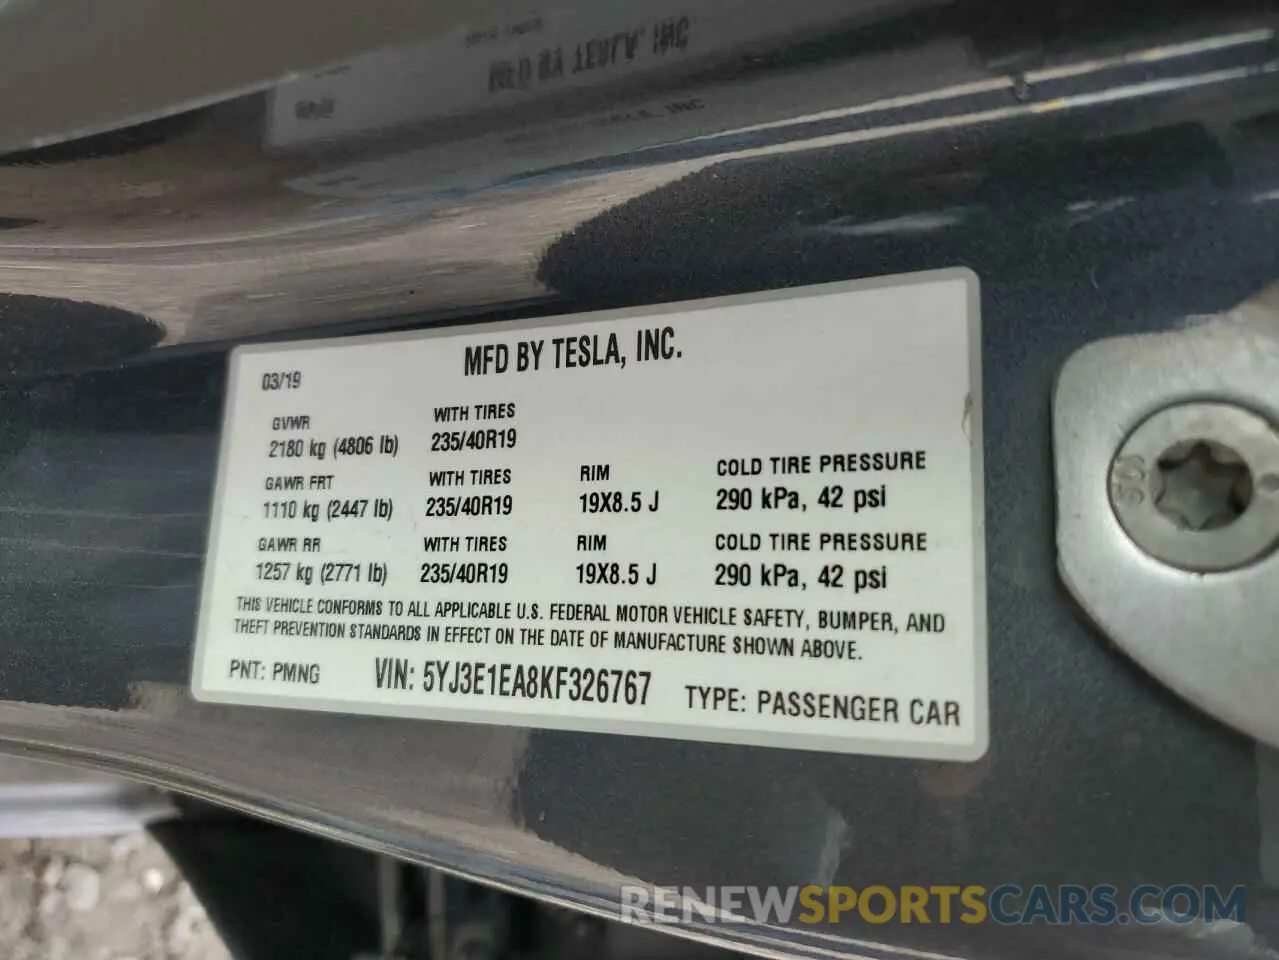 MFD BY TESLA, INC.
03/19
GVWR
2180 kg (4806 lb)
WITH TIRES
235/40R19
GAWR FRT
1110 kg (2447 lb)
WITH TIRES
235/40R19
RIM
19X8.5 J
COLD TIRE PRESSURE
290 kPa, 42 psi
GAWR RR
1257 kg (2771 lb)
WITH TIRES
235/40R19
RIM
19X8.5 J
COLD TIRE PRESSURE
290 kPa, 42 psi
THIS VEHICLE CONFORMS TO ALL APPLICABLE U.S. FEDERAL MOTOR VEHICLE SAFETY, BUMPER, AND
THEFT PREVENTION STANDARDS IN EFFECT ON THE DATE OF MANUFACTURE SHOWN ABOVE.
PNT: PMNG
VIN: 5YJ3E1EA8KF326767
TYPE: PASSENGER CAR
RENEWSPORTSCARS.COM